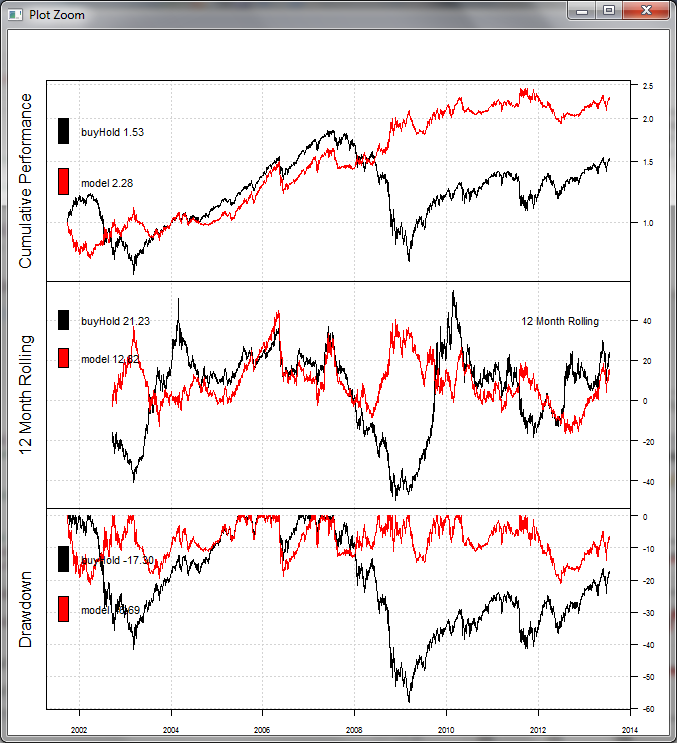 Plot Zoom
Cumulative Performance
buyHold 1.53
model 2.28
2.5
2.0
1.5
1.0
12 Month Rolling
buyHold 21.23
12 Month Rolling
model 12.82
40
20
0
-20
-40
Drawdown
buyHold -17.30
0
-10
-20
-30
-40
-50
-60
2002
2004
2006
2008
2010
2012
2014